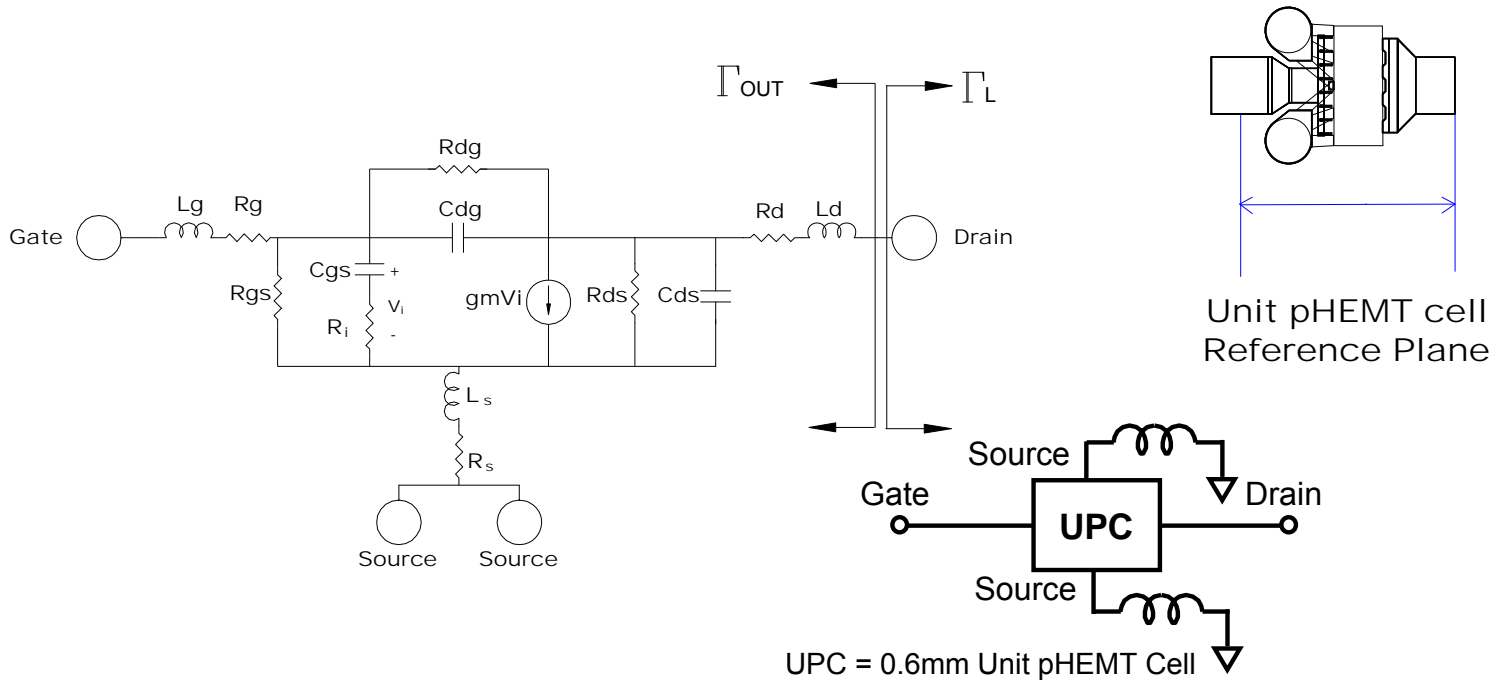 ΓOUT
ΓL
Rdg
Lg
Rg
Cdg
Rd
Ld
Gate
Drain
Cgs
+
Rgs
Vi
Ri
-
gmVi
Rds
Cds
Ls
Rs
Source
Source
Unit pHEMT cell
Reference Plane
Source
Gate
Drain
UPC
Source
UPC = 0.6mm Unit pHEMT Cell